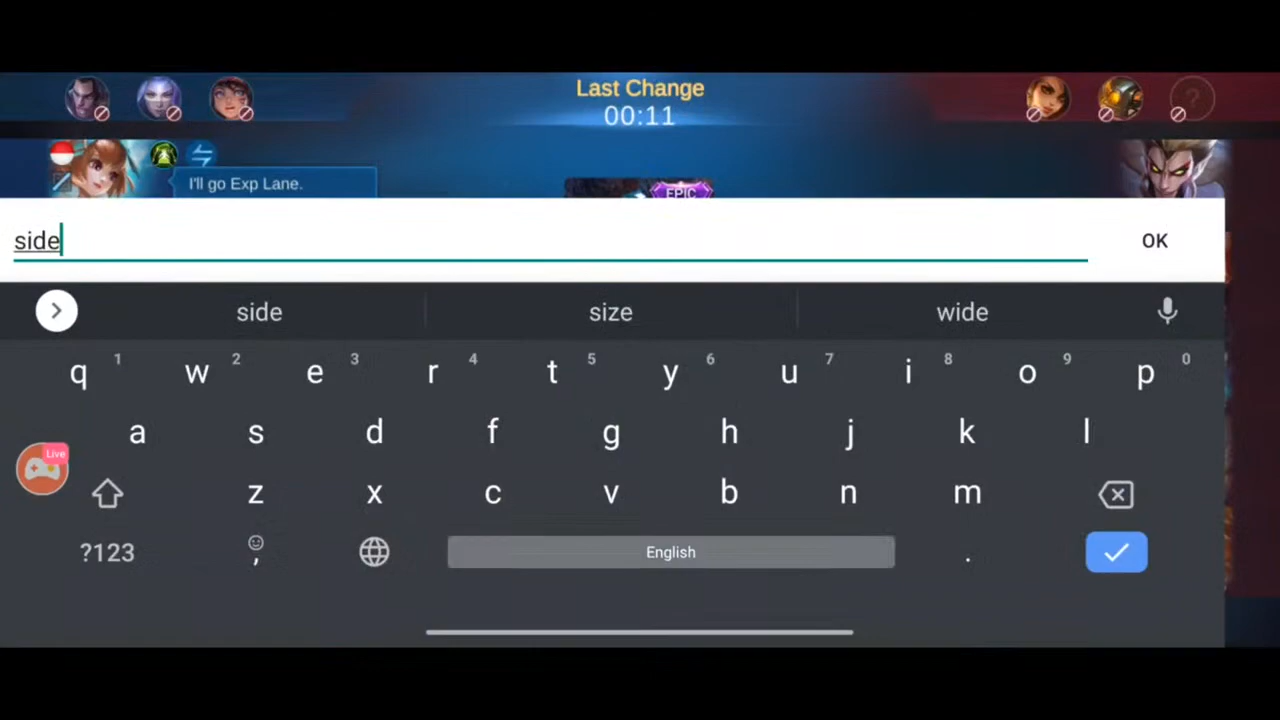 Last Change
00:11
?
I'll go Exp Lane.
EPIC
side
OK
side size wide
q 1 w 2 e 3 r 4 t 5 y 6 u 7 i 8 o 9 p 0
a s d f g h j k l
Live
z x c v b n m
?123 , English .